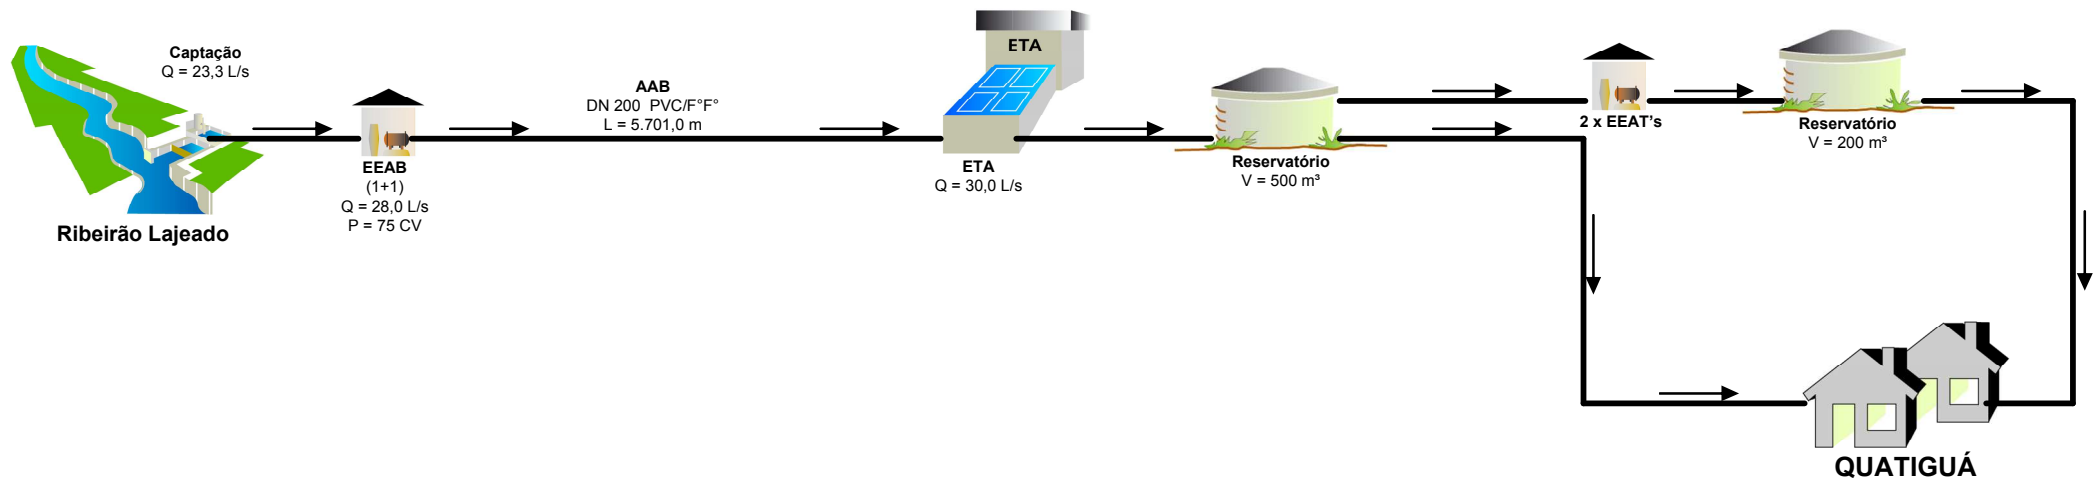 Captação
Q = 23,3 L/s
Ribeirão Lajeado
EEAB
(1+1)
Q = 28,0 L/s
P = 75 CV
AAB
DN 200  PVC/F°F°
L = 5.701,0 m
ETA
ETA
Q = 30,0 L/s
Reservatório
V = 500 m³
2 x EEAT's
Reservatório
V = 200 m³
QUATIGUÁ